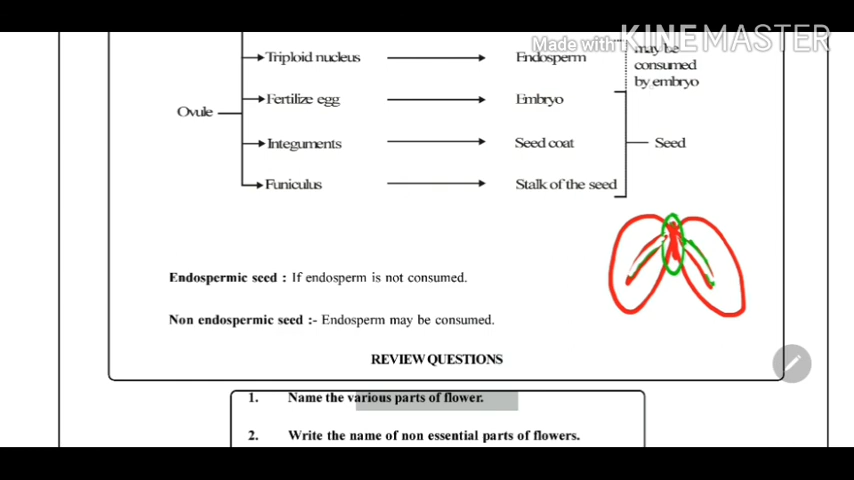 Made with KINEMASTER
Triploid nucleus Endosperm may be
consumed
by embryo
Fertilize egg Embryo
Ovule
Integuments Seed coat Seed
Funiculus Stalk of the seed
Endospermic seed : If endosperm is not consumed.
Non endospermic seed :- Endosperm may be consumed.
REVIEW QUESTIONS
1. Name the various parts of flower.
2. Write the name of non essential parts of flowers.